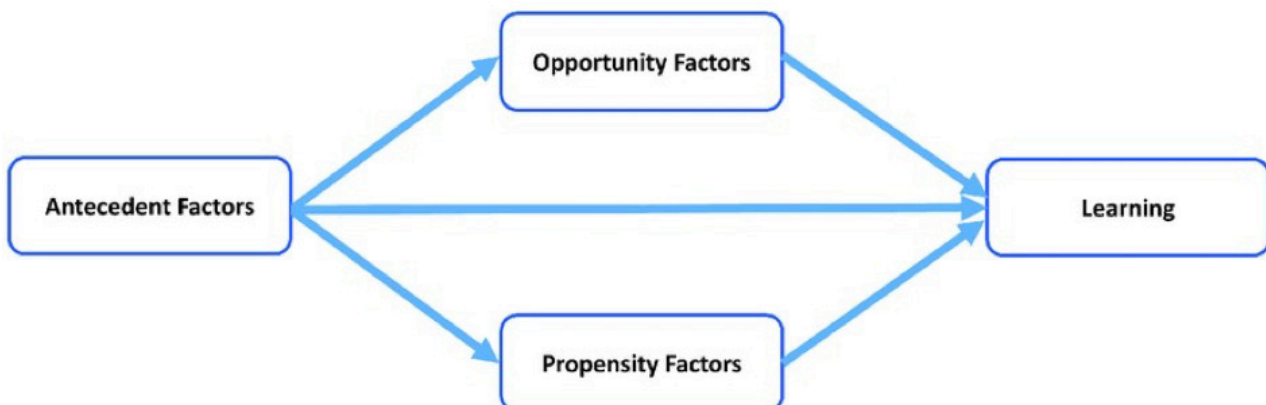 Opportunity Factors
Antecedent Factors
Learning
Propensity Factors